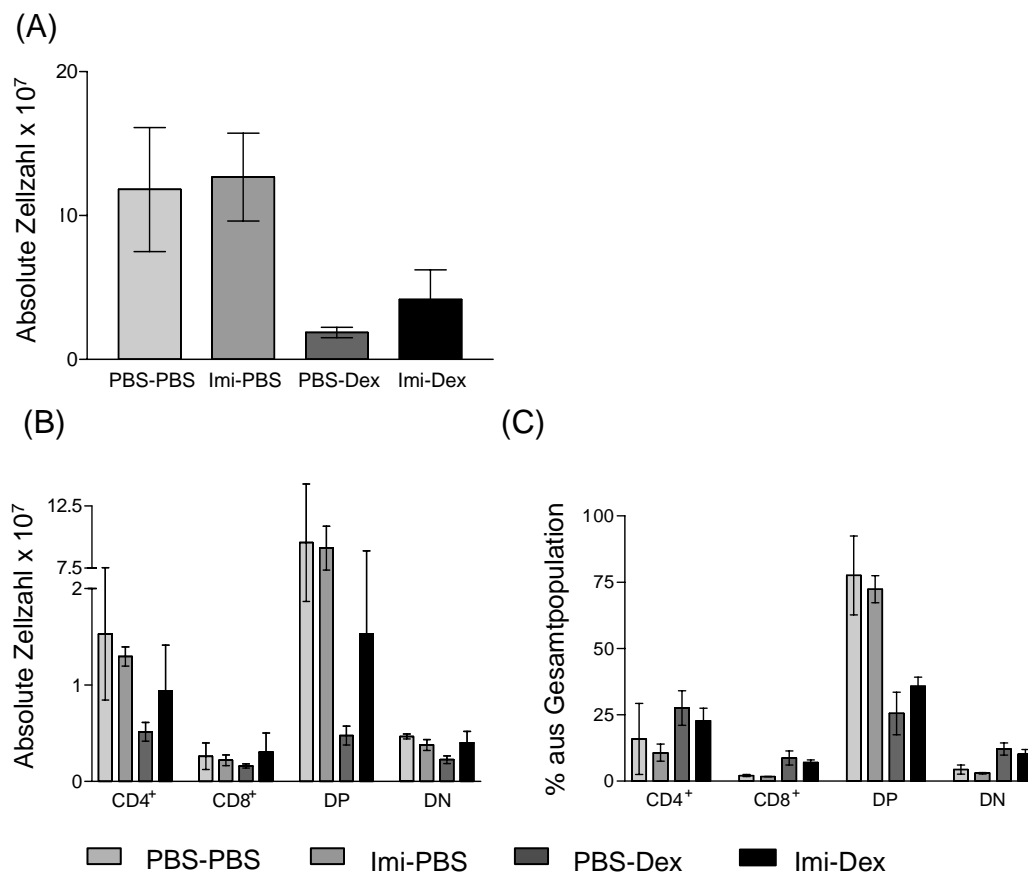 (A)
Absolute Zellzahl x 10⁷
20
10
0
PBS-PBS Imi-PBS PBS-Dex Imi-Dex
(B)
Absolute Zellzahl x 10⁷
12.5
7.5
2
1
0
CD4⁺ CD8⁺ DP DN
(C)
% aus Gesamtpopulation
100
75
50
25
0
CD4⁺ CD8⁺ DP DN
PBS-PBS Imi-PBS PBS-Dex Imi-Dex